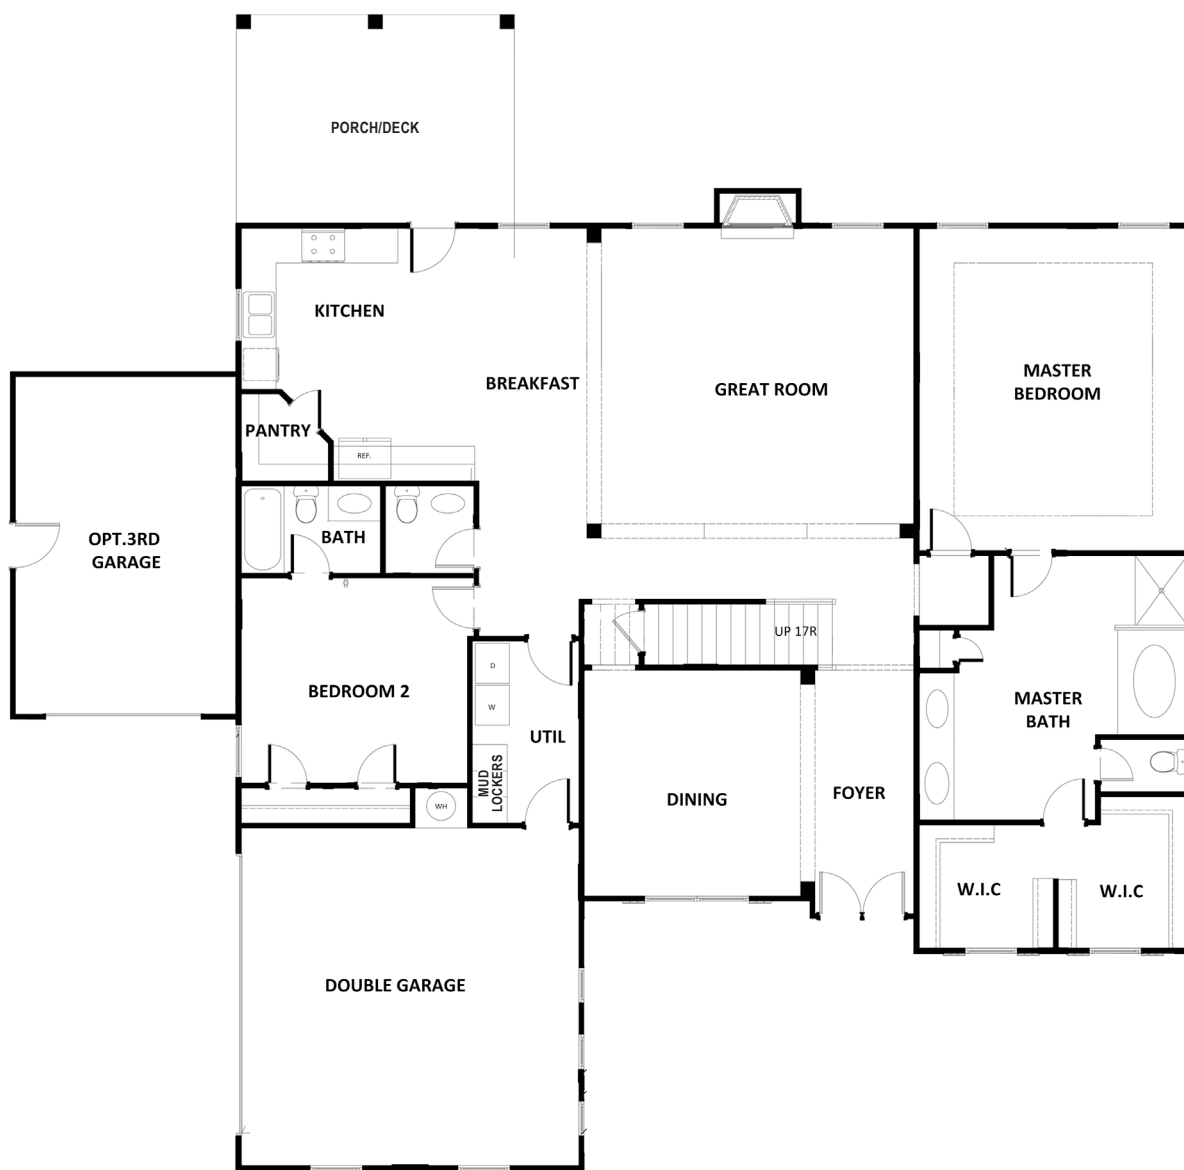 PORCH/DECK
KITCHEN
BREAKFAST
GREAT ROOM
MASTER
BEDROOM
PANTRY
REF.
OPT.3RD
GARAGE
BATH
UP 17R
D
BEDROOM 2
W
UTIL
MASTER
BATH
MUD
LOCKERS
DINING
FOYER
WH
W.I.C
W.I.C
DOUBLE GARAGE